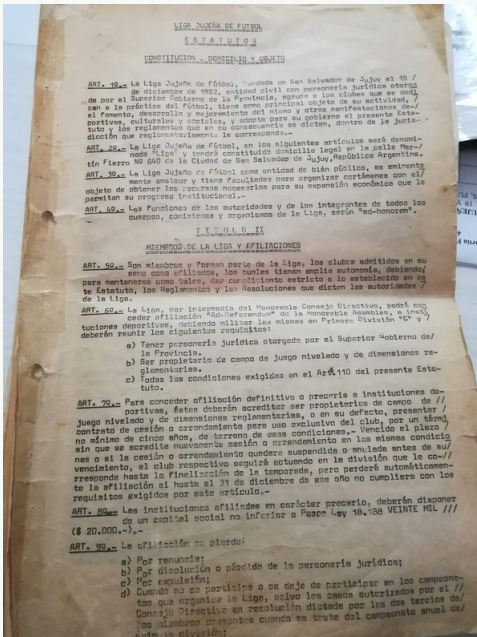 LIGA JUJEÑA DE FUTBOL
E S T A T U T O S
CONSTITUCION _ DOMICILIO Y OBJETO
ART. 1º.- La Liga Jujeña de Fútbol, fundada en San Salvador de Jujuy el 15 /
de diciembre de 1922, entidad civil con personería jurídica otorga
da por el Superior Gobierno de la Provincia, agrupa a los clubes que se dedi
can a la práctica del fútbol, tiene como principal objeto de su actividad, /
el fomento, desarrollo y mejoramiento del mismo y otras manifestaciones de-
portivas, culturales y sociales, y adopta para su gobierno el presente Esta-
tuto y los reglamentos que en su consecuencia se dicten, dentro de la juris-
dicción que reglamentariamente le corresponda.-
ART. 2º.- La Liga Jujeña de Fútbol, en los siguientes artículos será denomi-
nada "Liga" y tendrá constituido domicilio legal en la calle Mar-/
tín Fierro Nº 640 de la Ciudad de San Salvador de Jujuy, República Argentina.
ART. 3º.- La Liga Jujeña de Fútbol como entidad de bién público, es eminente
mente amateur y tiene facultades para organizar certámenes con el/
objeto de obtener los recursos necesarios para su expansión económica que le
permitan su progreso institucional.-
ART. 4º.- Las funciones de las autoridades y de los integrantes de todos los
cuerpos, comisiones y organismos de la Liga, serán "ad-honorem".
T I T U L O II
MIEMBROS DE LA LIGA Y AFILIACIONES
ART. 5º.- Son miembros y forman parte de la Liga, los clubs admitidos en su
seno como afiliados, los cuales tienen amplia autonomía, debiendo/
para mantenerse como tales, dar cumplimiento estricto a lo establecido en es
te Estatuto, los Reglamentos y las Resoluciones que dicten las autoridades /
de la Liga.
ART. 6º.- La Liga, por intermedio del Honorable Consejo Directivo, podrá con
ceder afiliación "Ad-Referendum" de la Honorable Asamblea, a insti
tuciones deportivas, debiendo militar las mismas en Primera División "C" y /
deberán reunir los siguientes requisitos:
a) Tener personería jurídica otorgada por el Superior Gobierno de/
la Provincia.
b) Ser propietario de campo de juego nivelado y de dimensiones re-
glamentarias.
c) Todas las condiciones exigidas en el Art. 110 del presente Esta-
tuto.
ART. 7º.- Para conceder afiliación definitiva o precaria a instituciones de-
portivas, éstas deberán acreditar ser propietarias de campo de //
juego nivelado y de dimensiones reglamentarias, o en su defecto, presentar /
contrato de cesión o arrendamiento para uso exclusivo del club, por un térmi
no mínimo de cinco años, de terreno de esas condiciones.- Vencido el plazo /
sin que se acredite nuevamente cesión o arrendamiento en las mismas condicio
nes o si la cesión o arrendamiento quedare suspendida o anulada antes de su/
vencimiento, el club respectivo seguirá actuando en la división que le co-//
rresponda hasta la finalización de la temporada, pero perderá automáticamen-
te la afiliación si hasta el 31 de diciembre de ese año no cumpliere con los
requisitos exigidos por este artículo.-
ART. 8º.- Las instituciones afiliadas en carácter precario, deberán disponer
de un capital social no inferior a Pesos Ley 18.188 VEINTE MIL ///
($ 20.000.-).-
ART. 9º.- La afiliación se pierde:
a) Por renuncia;
b) Por disolución o pérdida de la personería jurídica;
c) Por expulsión;
d) Cuando no se participe o se deje de participar en los campeona-
tos que organice la Liga, salvo los casos autorizados por el //
Consejo Directivo en resolución dictada por los dos tercios de/
los miembros presentes cuando se trate del campeonato anual de/